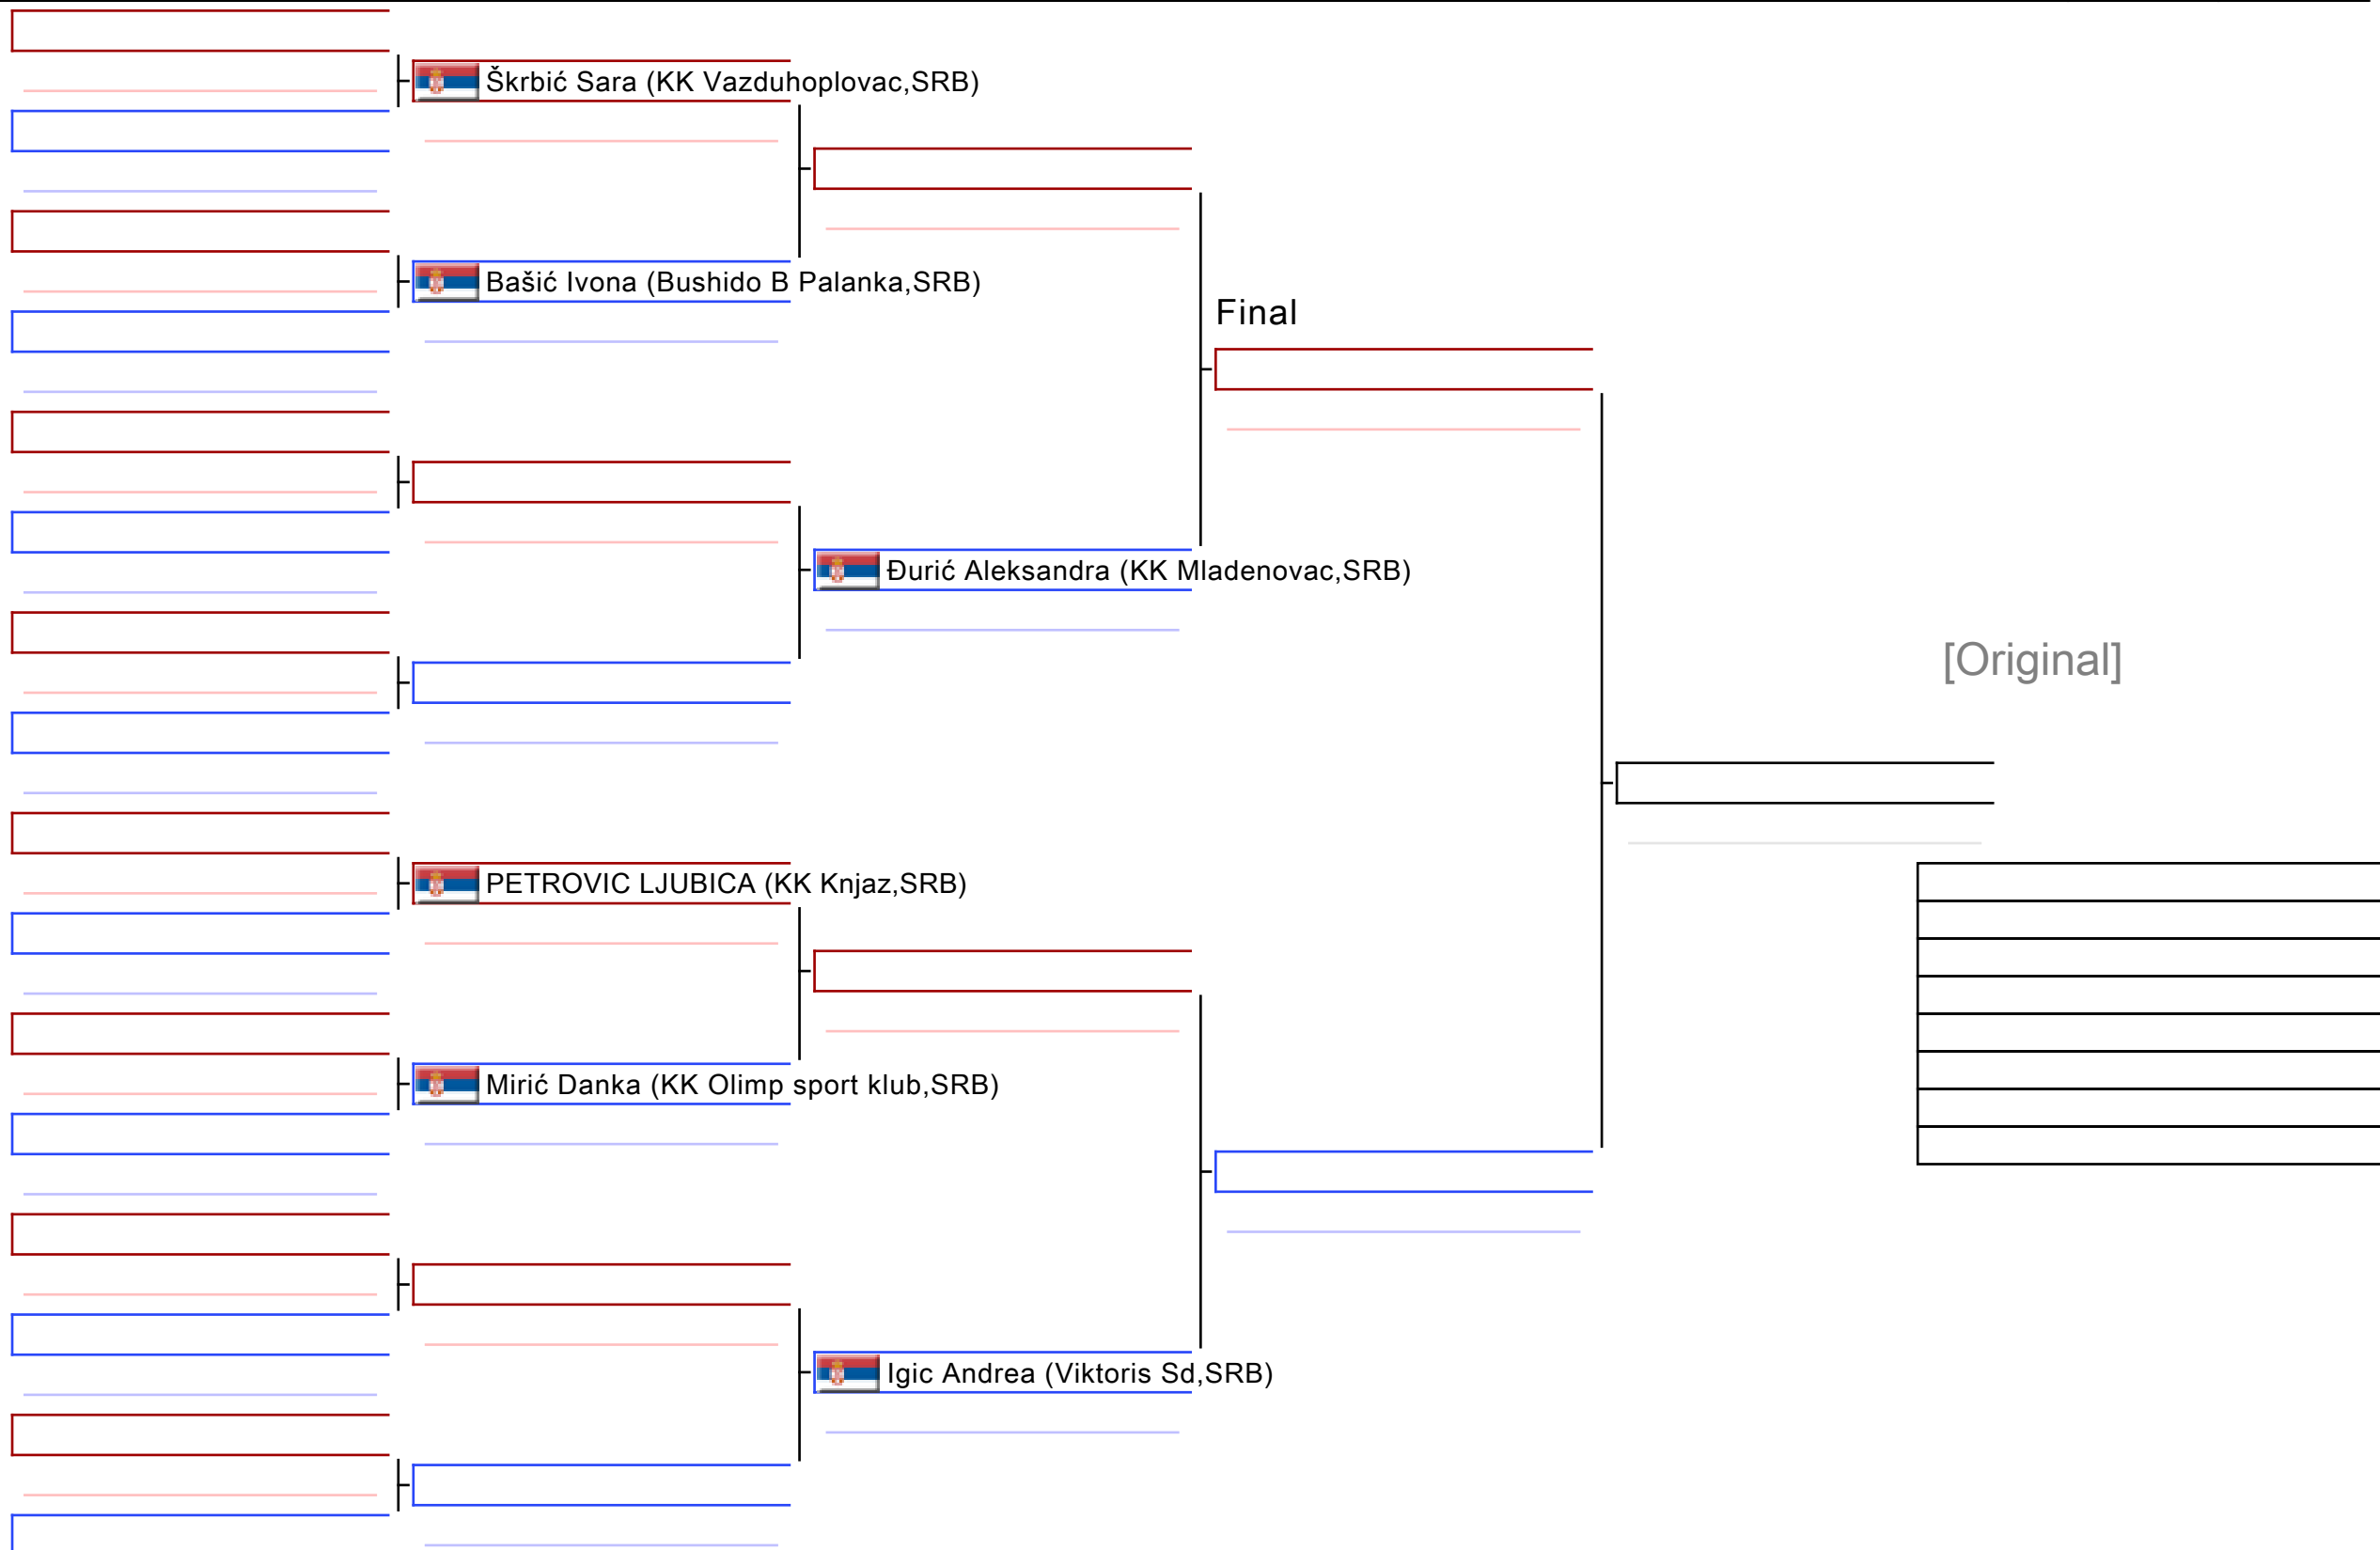 Škrbić Sara (KK Vazduhoplovac,SRB)
Bašić Ivona (Bushido B Palanka,SRB)
Final
Đurić Aleksandra (KK Mladenovac,SRB)
[Original]
PETROVIC LJUBICA (KK Knjaz,SRB)
Mirić Danka (KK Olimp sport klub,SRB)
Igic Andrea (Viktoris Sd,SRB)